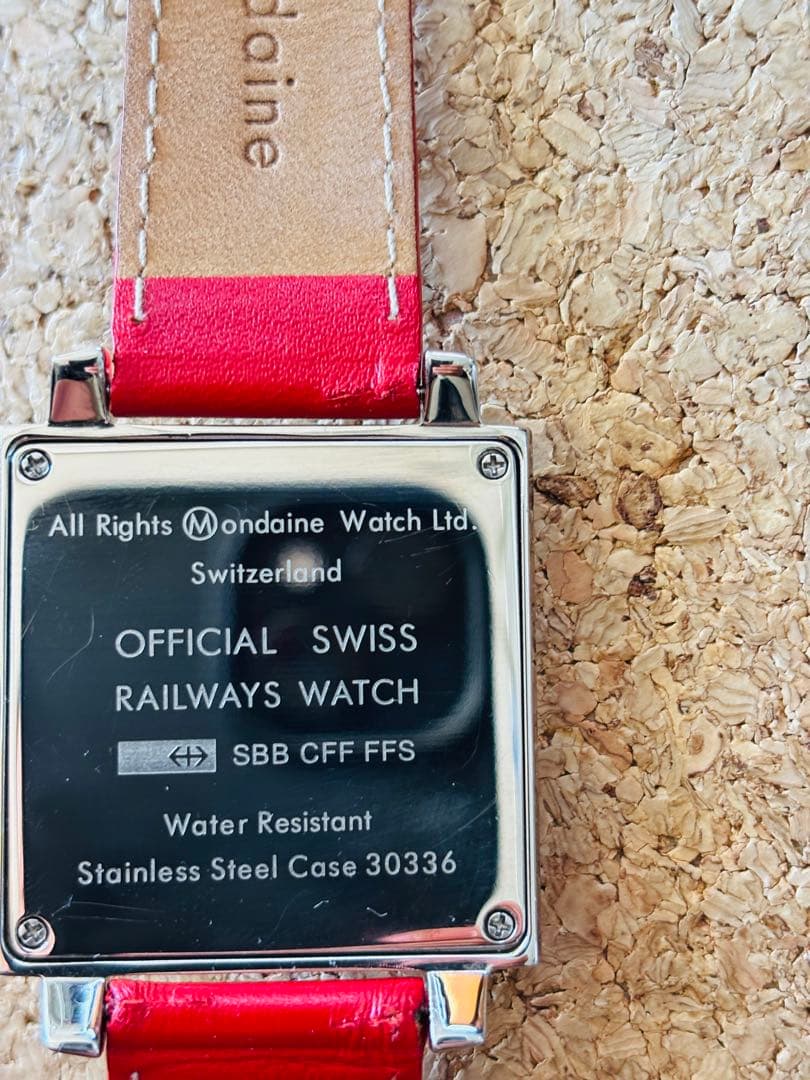 daine
All Rights Ⓜondaine Watch Ltd.
Switzerland
OFFICIAL SWISS
RAILWAYS WATCH
SBB CFF FFS
Water Resistant
Stainless Steel Case 30336